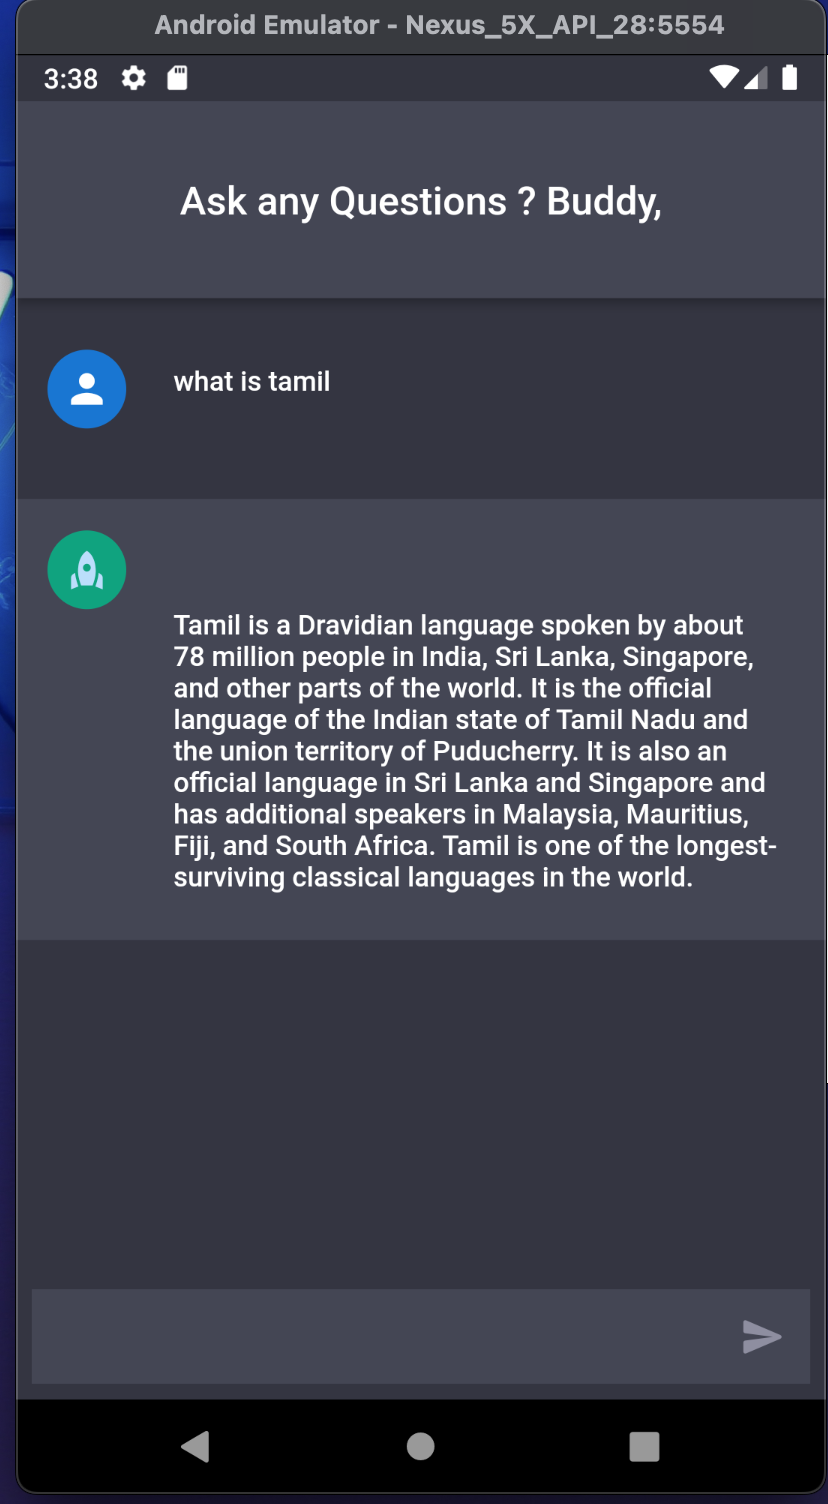 Android Emulator - Nexus_5X_API_28:5554
3:38
Ask any Questions ? Buddy,
what is tamil
Tamil is a Dravidian language spoken by about
78 million people in India, Sri Lanka, Singapore,
and other parts of the world. It is the official
language of the Indian state of Tamil Nadu and
the union territory of Puducherry. It is also an
official language in Sri Lanka and Singapore and
has additional speakers in Malaysia, Mauritius,
Fiji, and South Africa. Tamil is one of the longest-
surviving classical languages in the world.